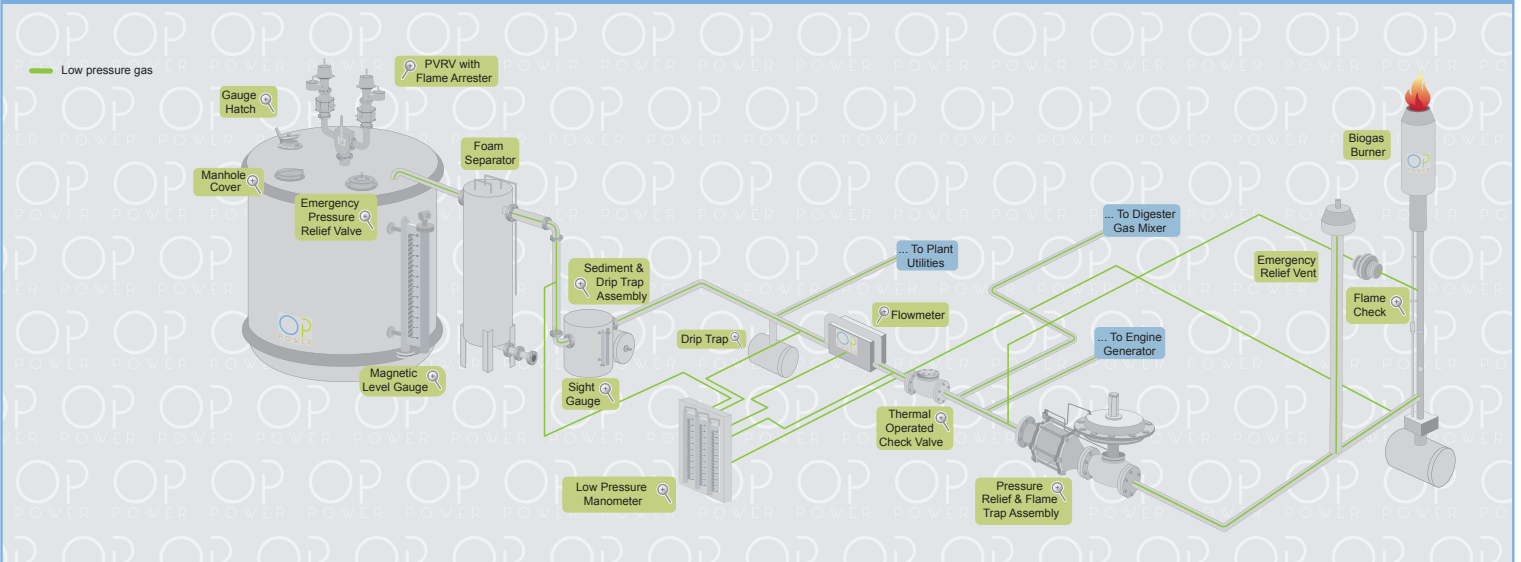 Low pressure gas
PVRV with
Flame Arrester
Gauge
Hatch
Foam
Separator
Biogas
Burner
Manhole
Cover
Emergency
Pressure
Relief Valve
... To Digester
Gas Mixer
... To Plant
Utilities
Emergency
Relief Vent
Sediment &
Drip Trap
Assembly
Flame
Check
Flowmeter
Drip Trap
... To Engine
Generator
OP
POWER
Magnetic
Level Gauge
Sight
Gauge
Thermal
Operated
Check Valve
Low Pressure
Manometer
Pressure
Relief & Flame
Trap Assembly